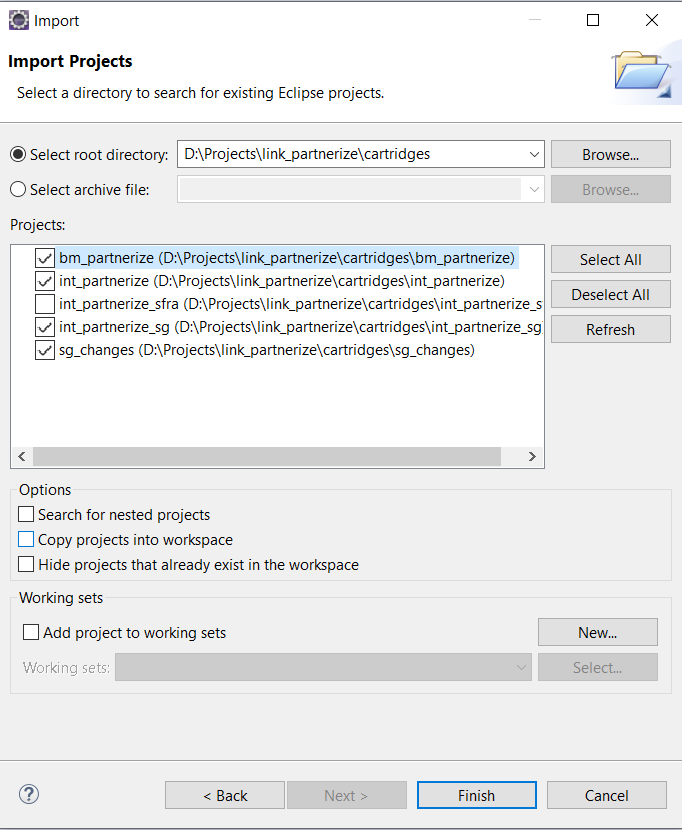 Import
Import Projects
Select a directory to search for existing Eclipse projects.
Select root directory: D:\Projects\link_partnerize\cartridges Browse...
Select archive file: Browse...
Projects:
bm_partnerize (D:\Projects\link_partnerize\cartridges\bm_partnerize) Select All
int_partnerize (D:\Projects\link_partnerize\cartridges\int_partnerize)
Deselect All
int_partnerize_sfra (D:\Projects\link_partnerize\cartridges\int_partnerize_s
int_partnerize_sg (D:\Projects\link_partnerize\cartridges\int_partnerize_sg Refresh
sg_changes (D:\Projects\link_partnerize\cartridges\sg_changes)
Options
Search for nested projects
Copy projects into workspace
Hide projects that already exist in the workspace
Working sets
Add project to working sets New...
Working sets: Select...
? < Back Next > Finish Cancel